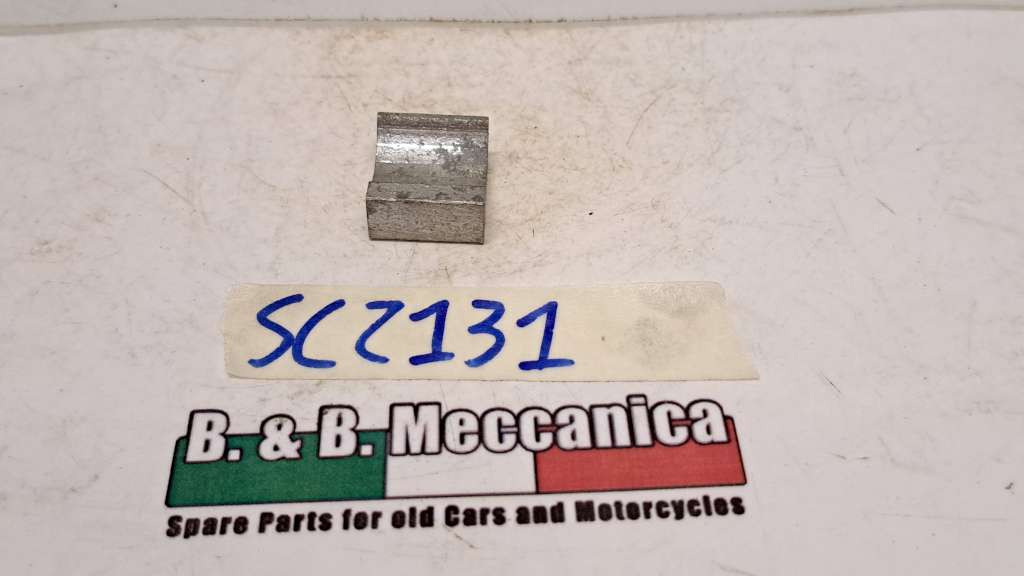 SC2131
B. & B. Meccanica
Spare Parts for old Cars and Motorcycles